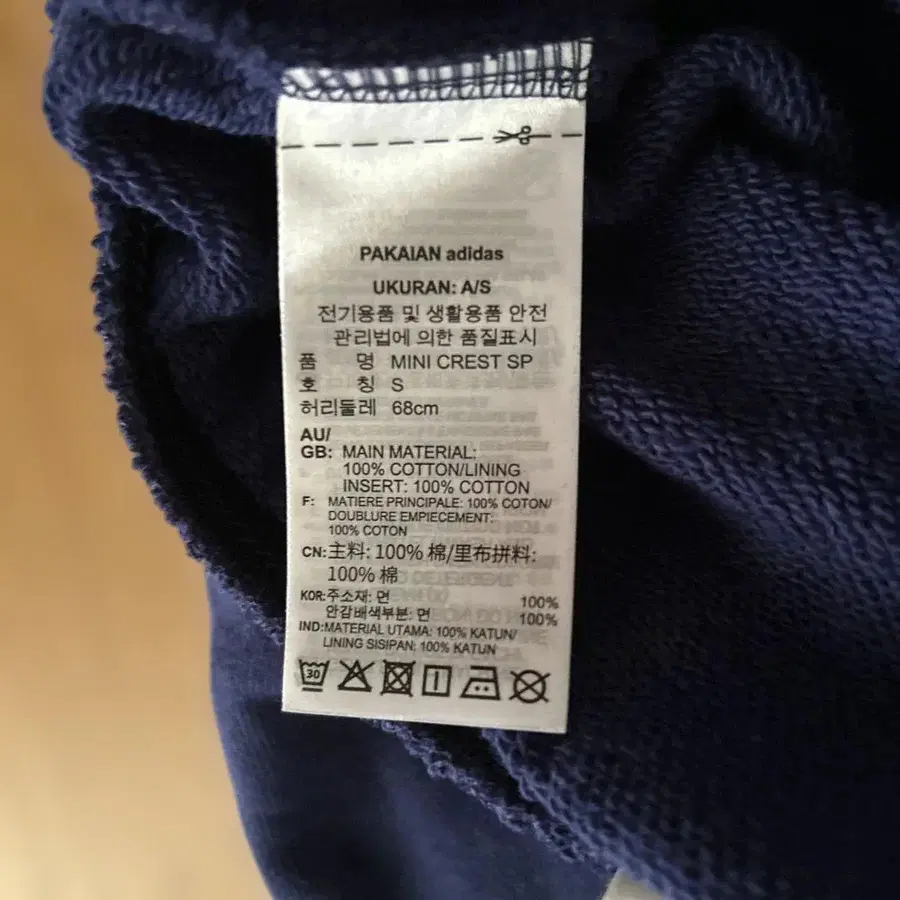 PAKAIAN adidas
UKURAN: A/S
전기용품 및 생활용품 안전
관리법에 의한 품질표시
품 명 MINI CREST SP
호 칭 S
허리둘레 68cm
AU/
GB: MAIN MATERIAL:
100% COTTON/LINING
INSERT: 100% COTTON
F: MATIERE PRINCIPALE: 100% COTON/
DOUBLURE EMPIECEMENT:
100% COTON
CN: 主料: 100% 棉/里布拼料:
100% 棉
KOR: 주소재: 면 100%
안감배색부분: 면 100%
IND: MATERIAL UTAMA: 100% KATUN/
LINING SISIPAN: 100% KATUN
30